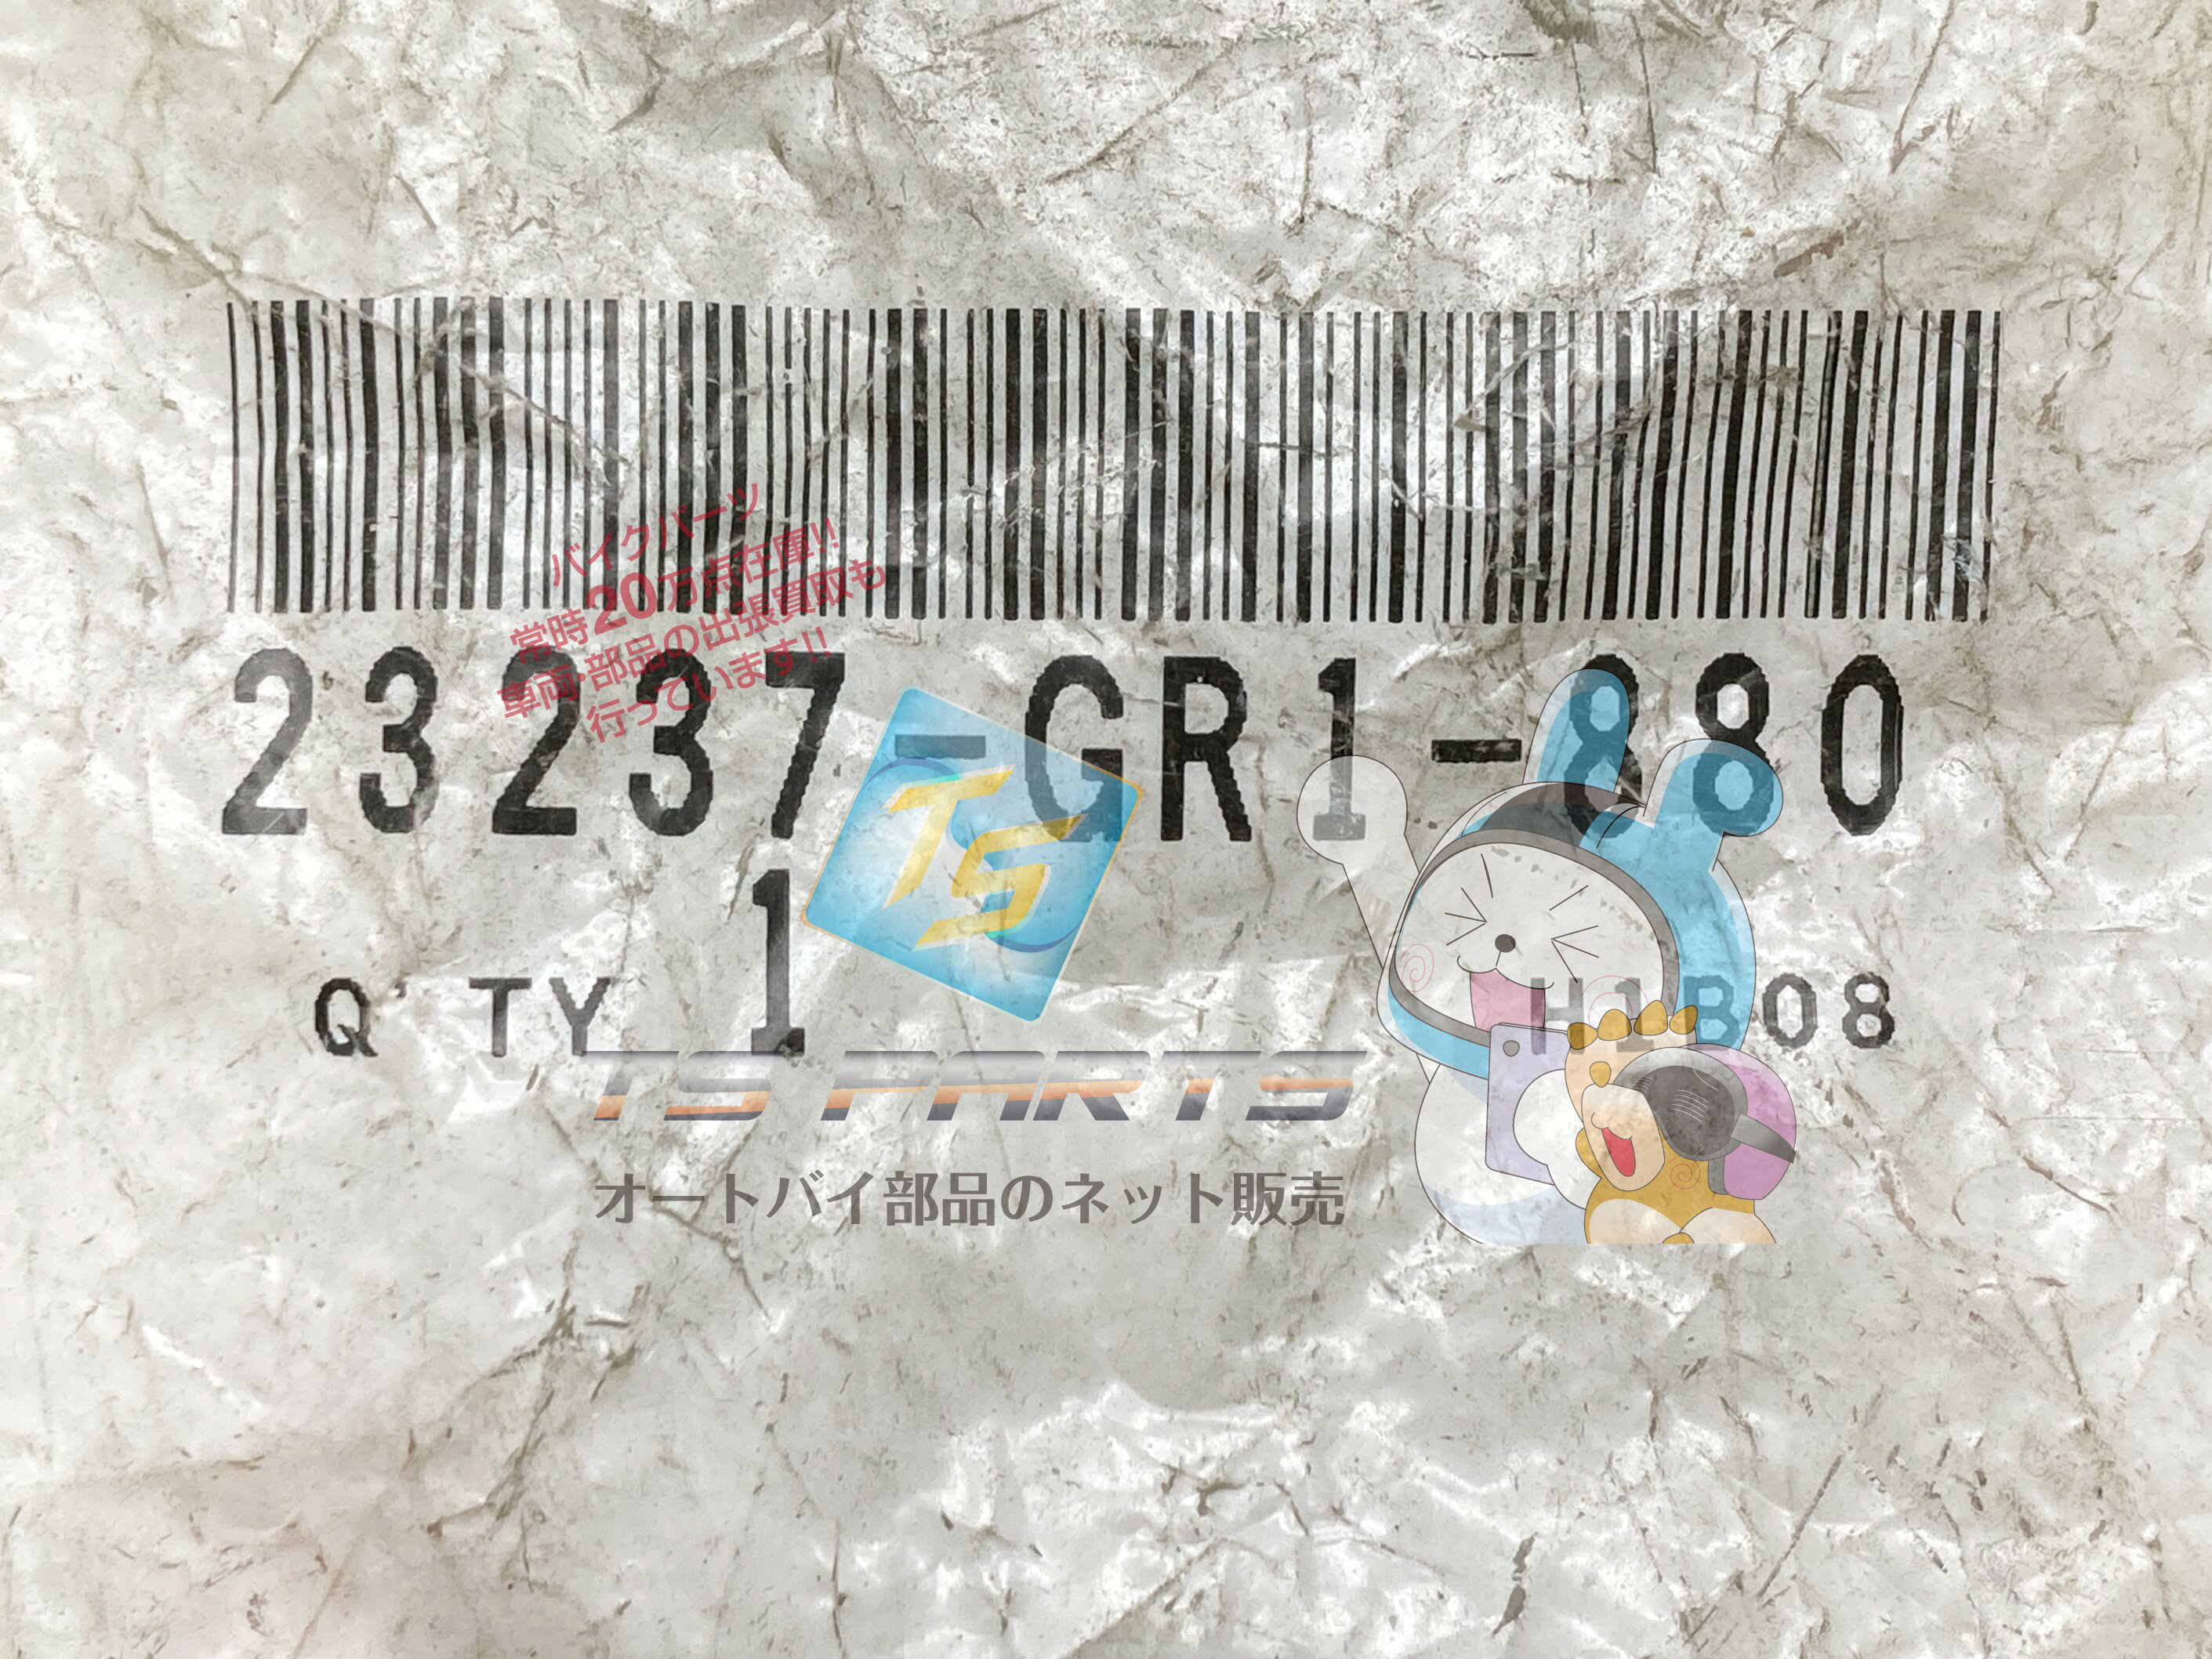 バイクパーツ
常時20万点在庫!!
車両・部品の出張買取も
行っています!!
23237-GR1-880
Q'TY 1
H1B08
TS
TS PARTS
オートバイ部品のネット販売